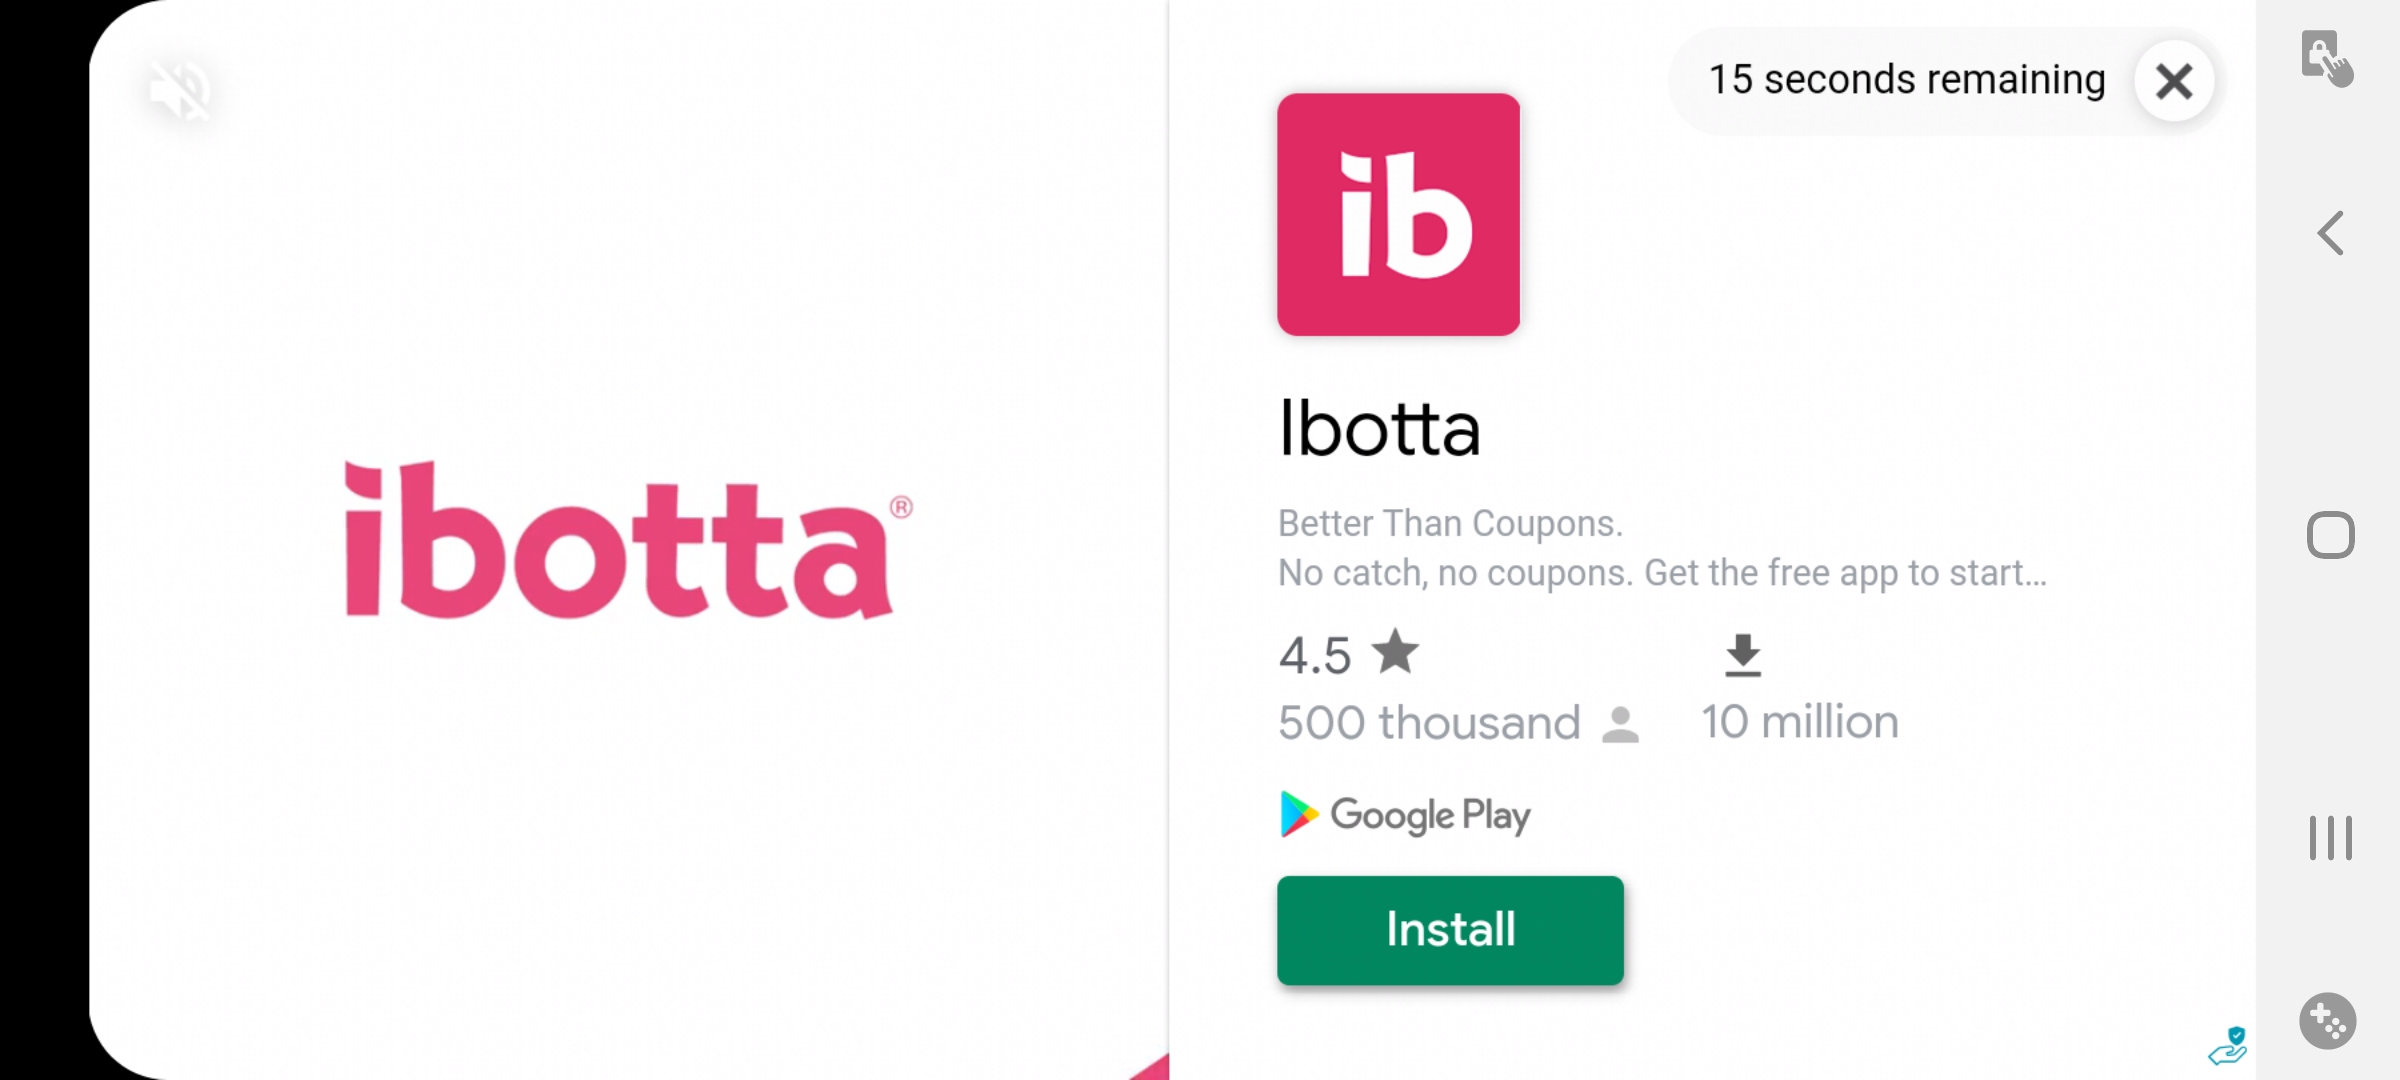 ibotta®
15 seconds remaining
ib
Ibotta
Better Than Coupons.
No catch, no coupons. Get the free app to start...
4.5
500 thousand
10 million
Google Play
Install